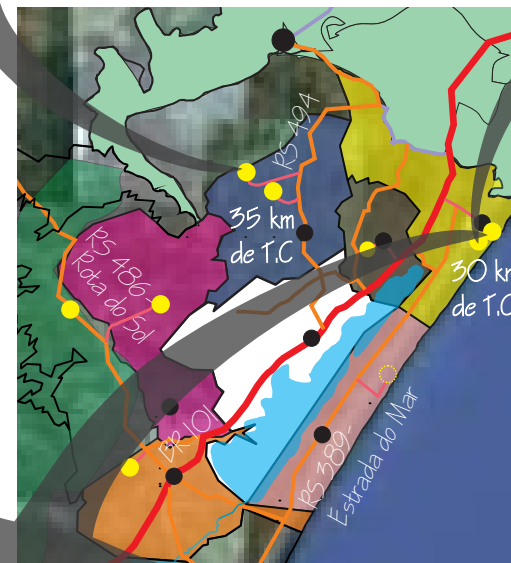 RS 494
35 km
de T.C
RS 486-
Rota do Sol
30 km
de T.C
BR 101
RS 389-
Estrada do Mar